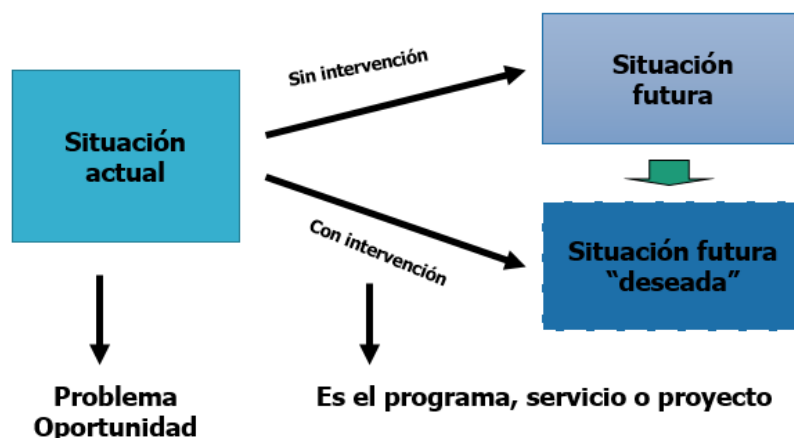 Sin intervención
Situación
futura
Situación
actual
Con intervención
Situación futura
“deseada”
Problema
Oportunidad
Es el programa, servicio o proyecto